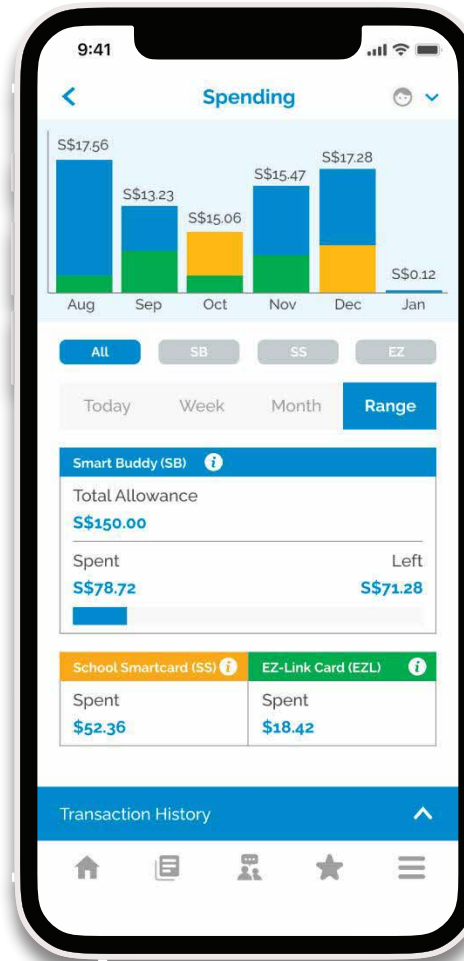 9:41
Spending
S$17.56
S$13.23
S$15.06
S$15.47
S$17.28
S$0.12
Aug Sep Oct Nov Dec Jan
All SB SS EZ
Today Week Month Range
Smart Buddy (SB) i
Total Allowance
S$150.00
Spent Left
S$78.72 S$71.28
School Smartcard (SS) i EZ-Link Card (EZL) i
Spent Spent
$52.36 $18.42
Transaction History